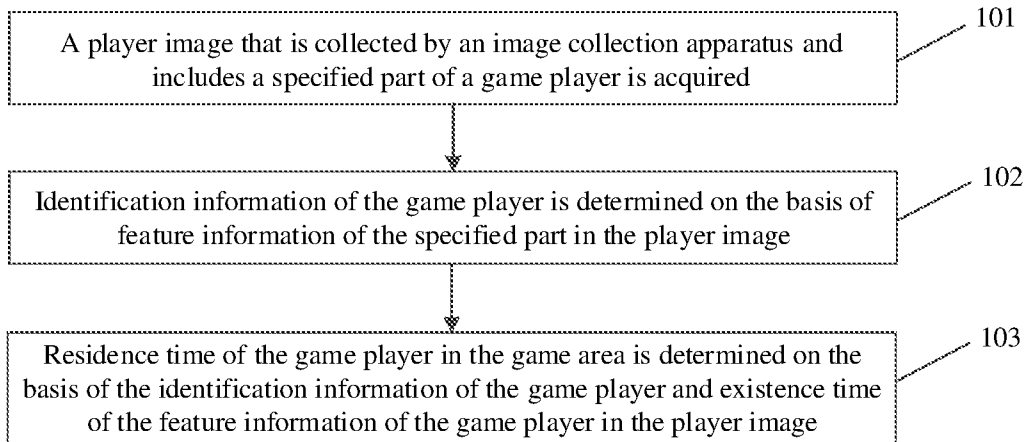 101
A player image that is collected by an image collection apparatus and
includes a specified part of a game player is acquired
102
Identification information of the game player is determined on the basis of
feature information of the specified part in the player image
103
Residence time of the game player in the game area is determined on the
basis of the identification information of the game player and existence time
of the feature information of the game player in the player image